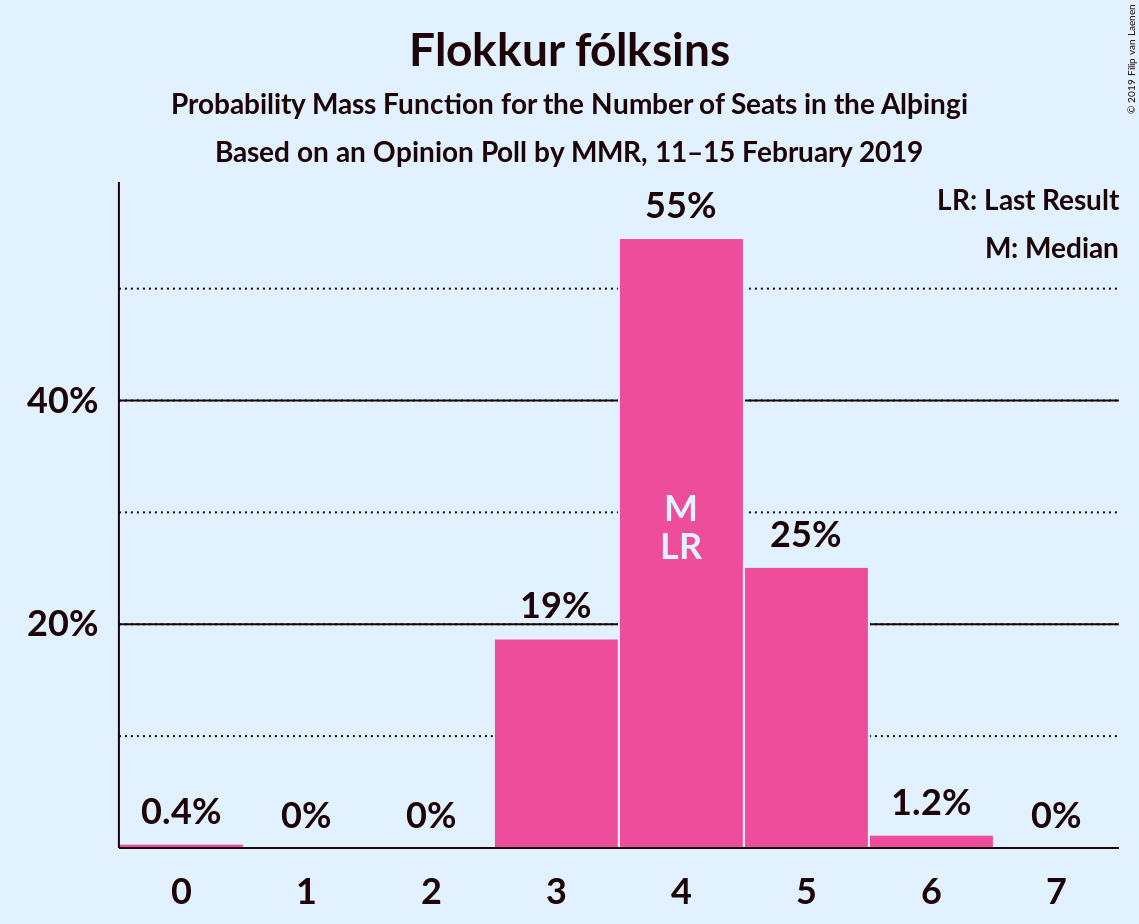 Flokkur fólksins
Probability Mass Function for the Number of Seats in the Alþingi
Based on an Opinion Poll by MMR, 11–15 February 2019
© 2019 Filip van Laenen
LR: Last Result
M: Median
55%
40%
M
LR
25%
19%
20%
0.4%
0%
0%
1.2%
0%
0
1
2
3
4
5
6
7